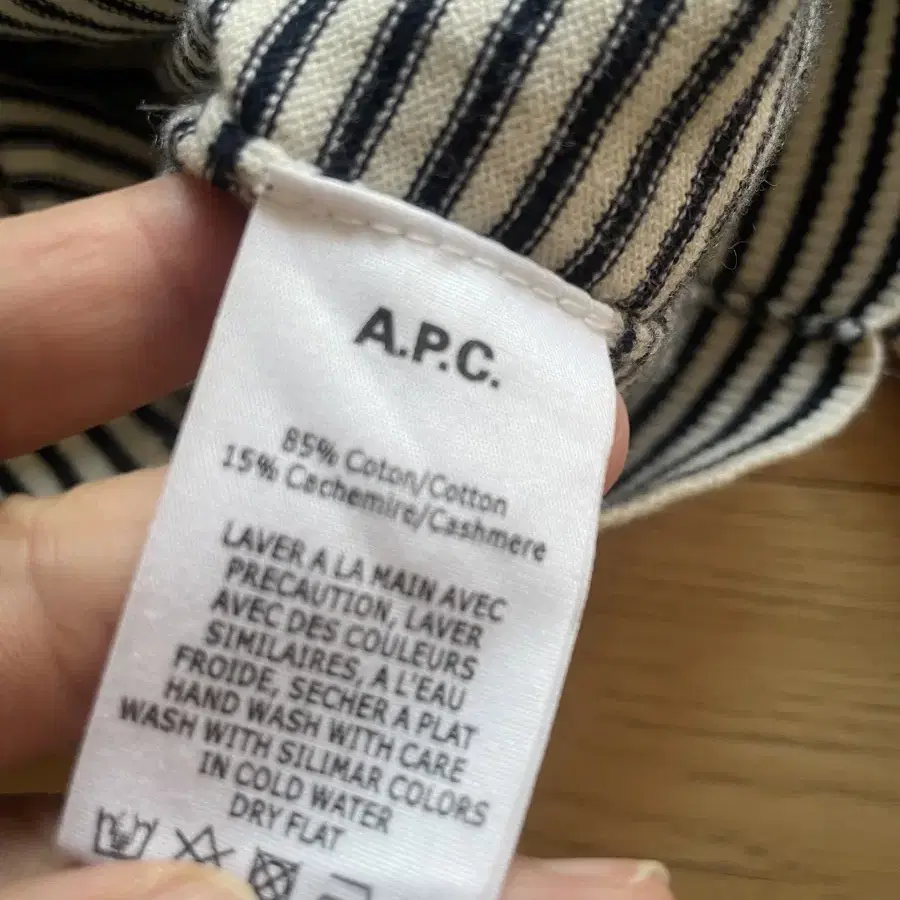 A.P.C.
85% Coton/Cotton
15% Cachemire/Cashmere
LAVER A LA MAIN AVEC
PRECAUTION, LAVER
AVEC DES COULEURS
SIMILAIRES, A L'EAU
FROIDE, SECHER A PLAT
HAND WASH WITH CARE
WASH WITH SILIMAR COLORS
IN COLD WATER
DRY FLAT